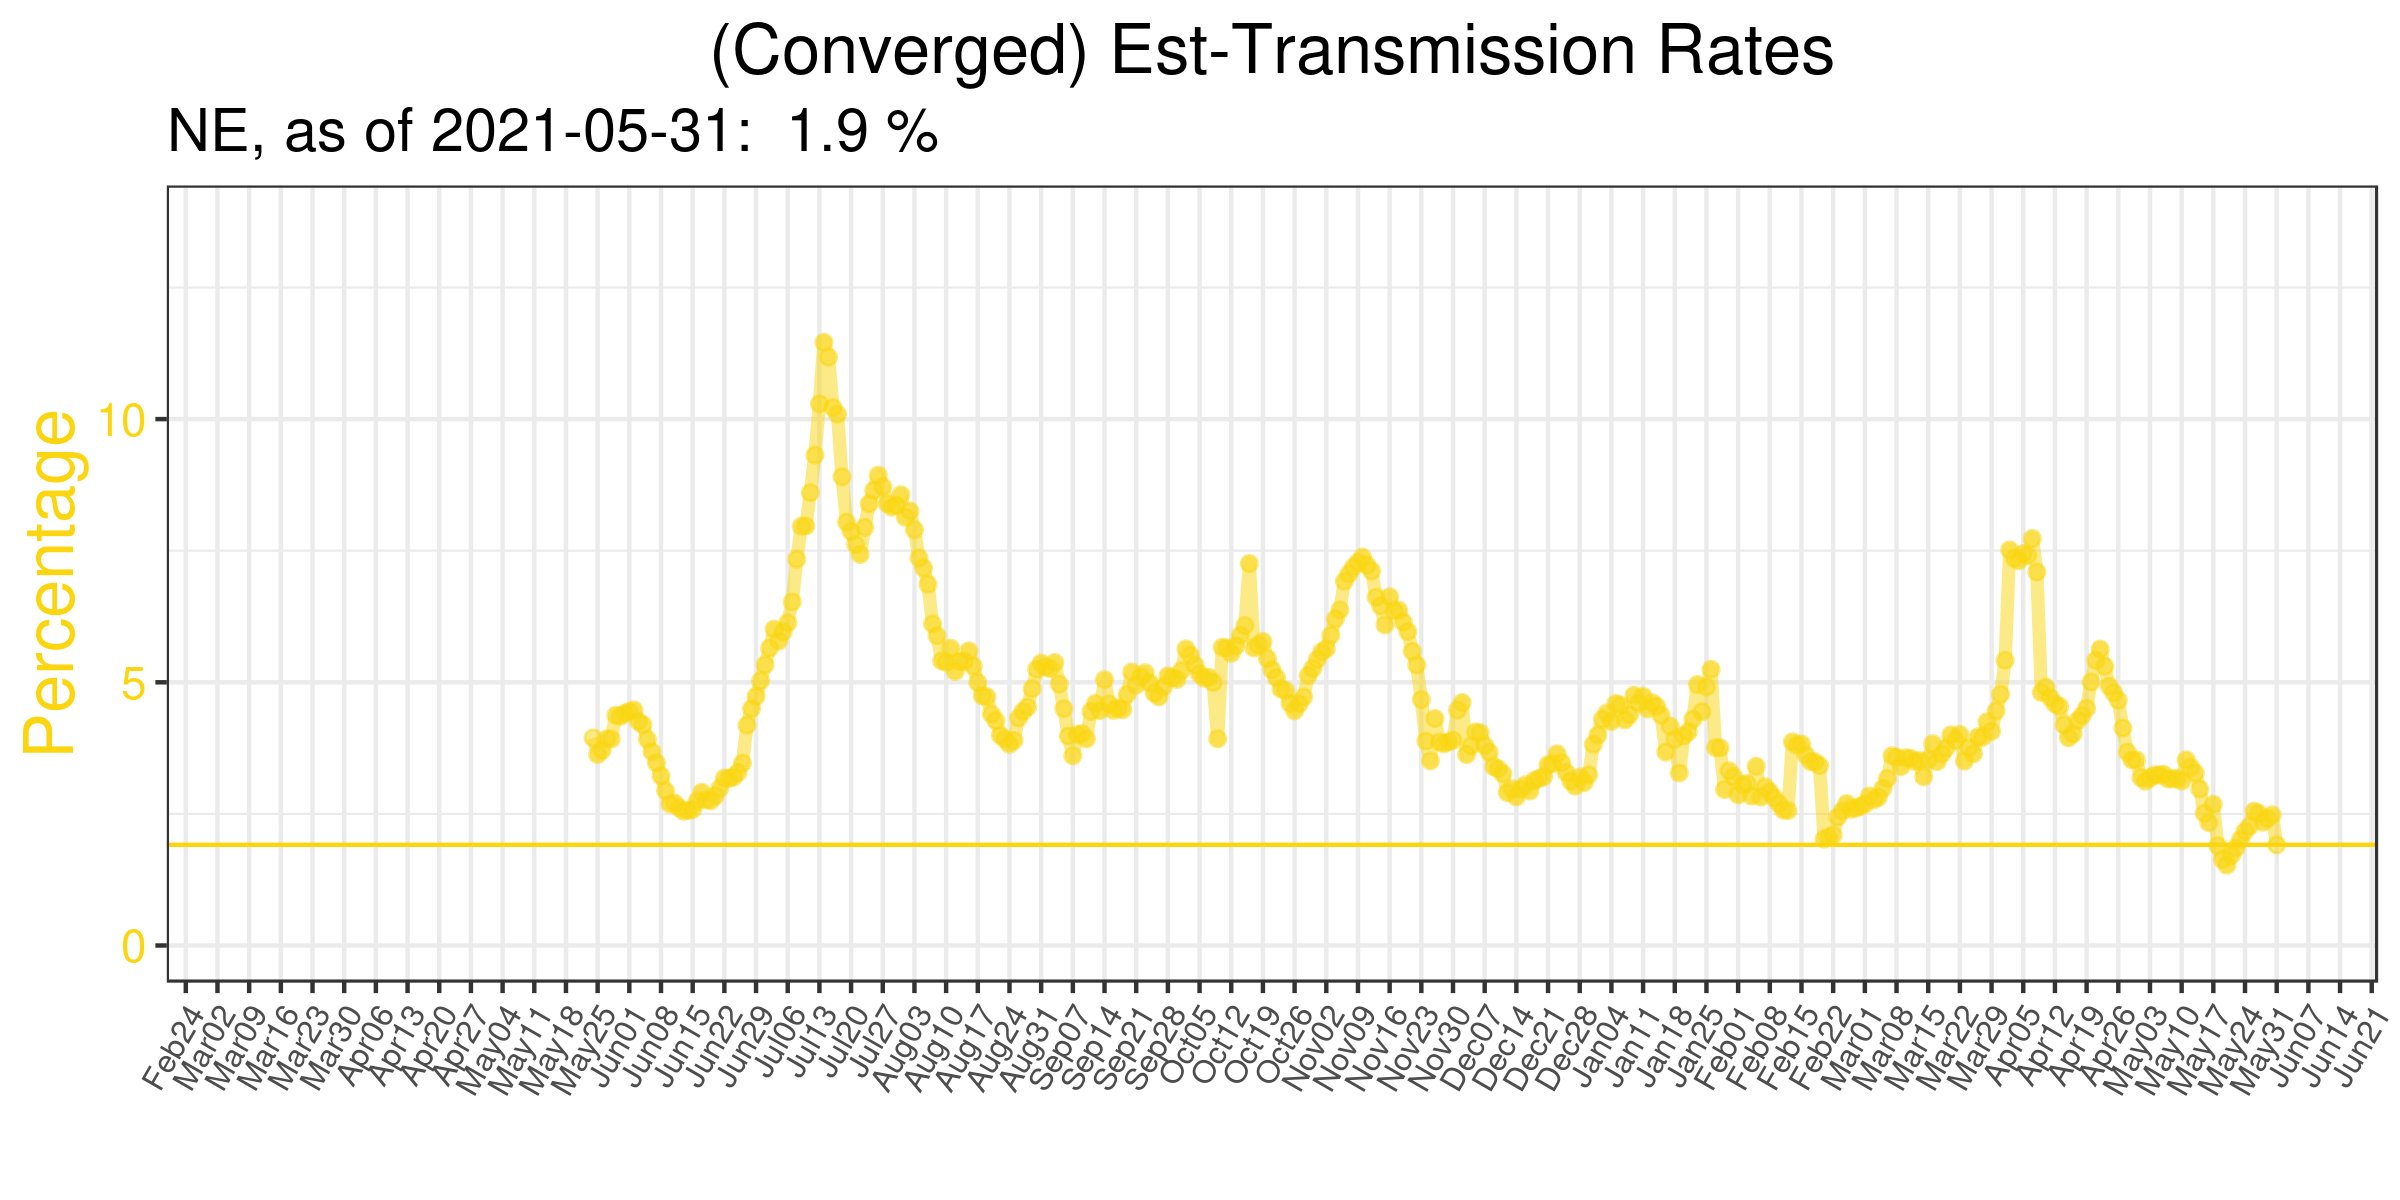 (Converged) Est-Transmission Rates
NE, as of 2021-05-31:  1.9 %
Percentage
10
5
0
Feb24
Mar02
Mar09
Mar16
Mar23
Mar30
Apr06
Apr13
Apr20
Apr27
May04
May11
May18
May25
Jun01
Jun08
Jun15
Jun22
Jun29
Jul06
Jul13
Jul20
Jul27
Aug03
Aug10
Aug17
Aug24
Aug31
Sep07
Sep14
Sep21
Sep28
Oct05
Oct12
Oct19
Oct26
Nov02
Nov09
Nov16
Nov23
Nov30
Dec07
Dec14
Dec21
Dec28
Jan04
Jan11
Jan18
Jan25
Feb01
Feb08
Feb15
Feb22
Mar01
Mar08
Mar15
Mar22
Mar29
Apr05
Apr12
Apr19
Apr26
May03
May10
May17
May24
May31
Jun07
Jun14
Jun21